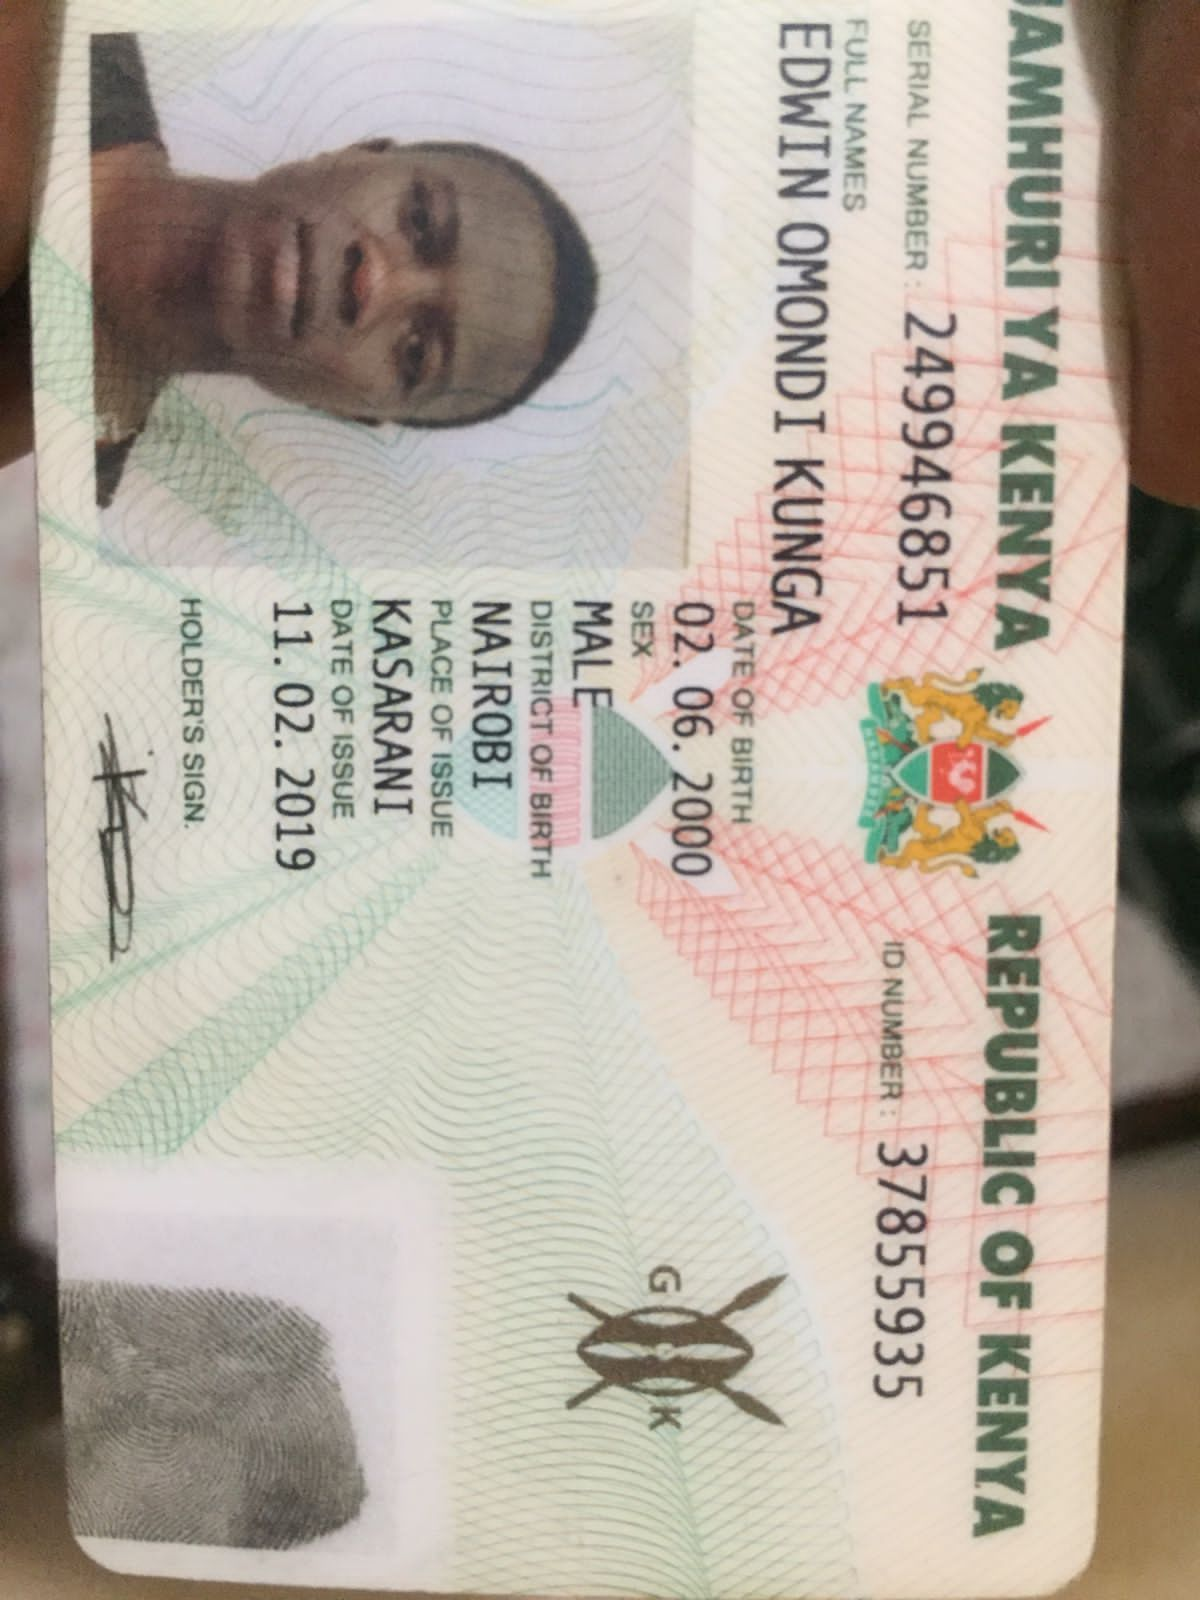 JAMHURI YA KENYA REPUBLIC OF KENYA
SERIAL NUMBER: 249946851 ID NUMBER: 37855935
FULL NAMES
EDWIN OMONDI KUNGA
DATE OF BIRTH
02. 06. 2000
SEX
MALE
DISTRICT OF BIRTH
NAIROBI
PLACE OF ISSUE
KASARANI
DATE OF ISSUE
11. 02. 2019
HOLDER'S SIGN.
G K